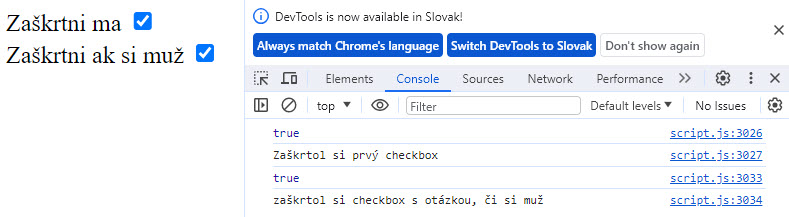 Zaškrtni ma
Zaškrtni ak si muž
DevTools is now available in Slovak!
Always match Chrome's language
Switch DevTools to Slovak
Don't show again
Elements
Console
Sources
Network
Performance
top
Filter
Default levels
No Issues
true script.js:3026
Zaškrtol si prvý checkbox script.js:3027
true script.js:3033
zaškrtol si checkbox s otázkou, či si muž script.js:3034